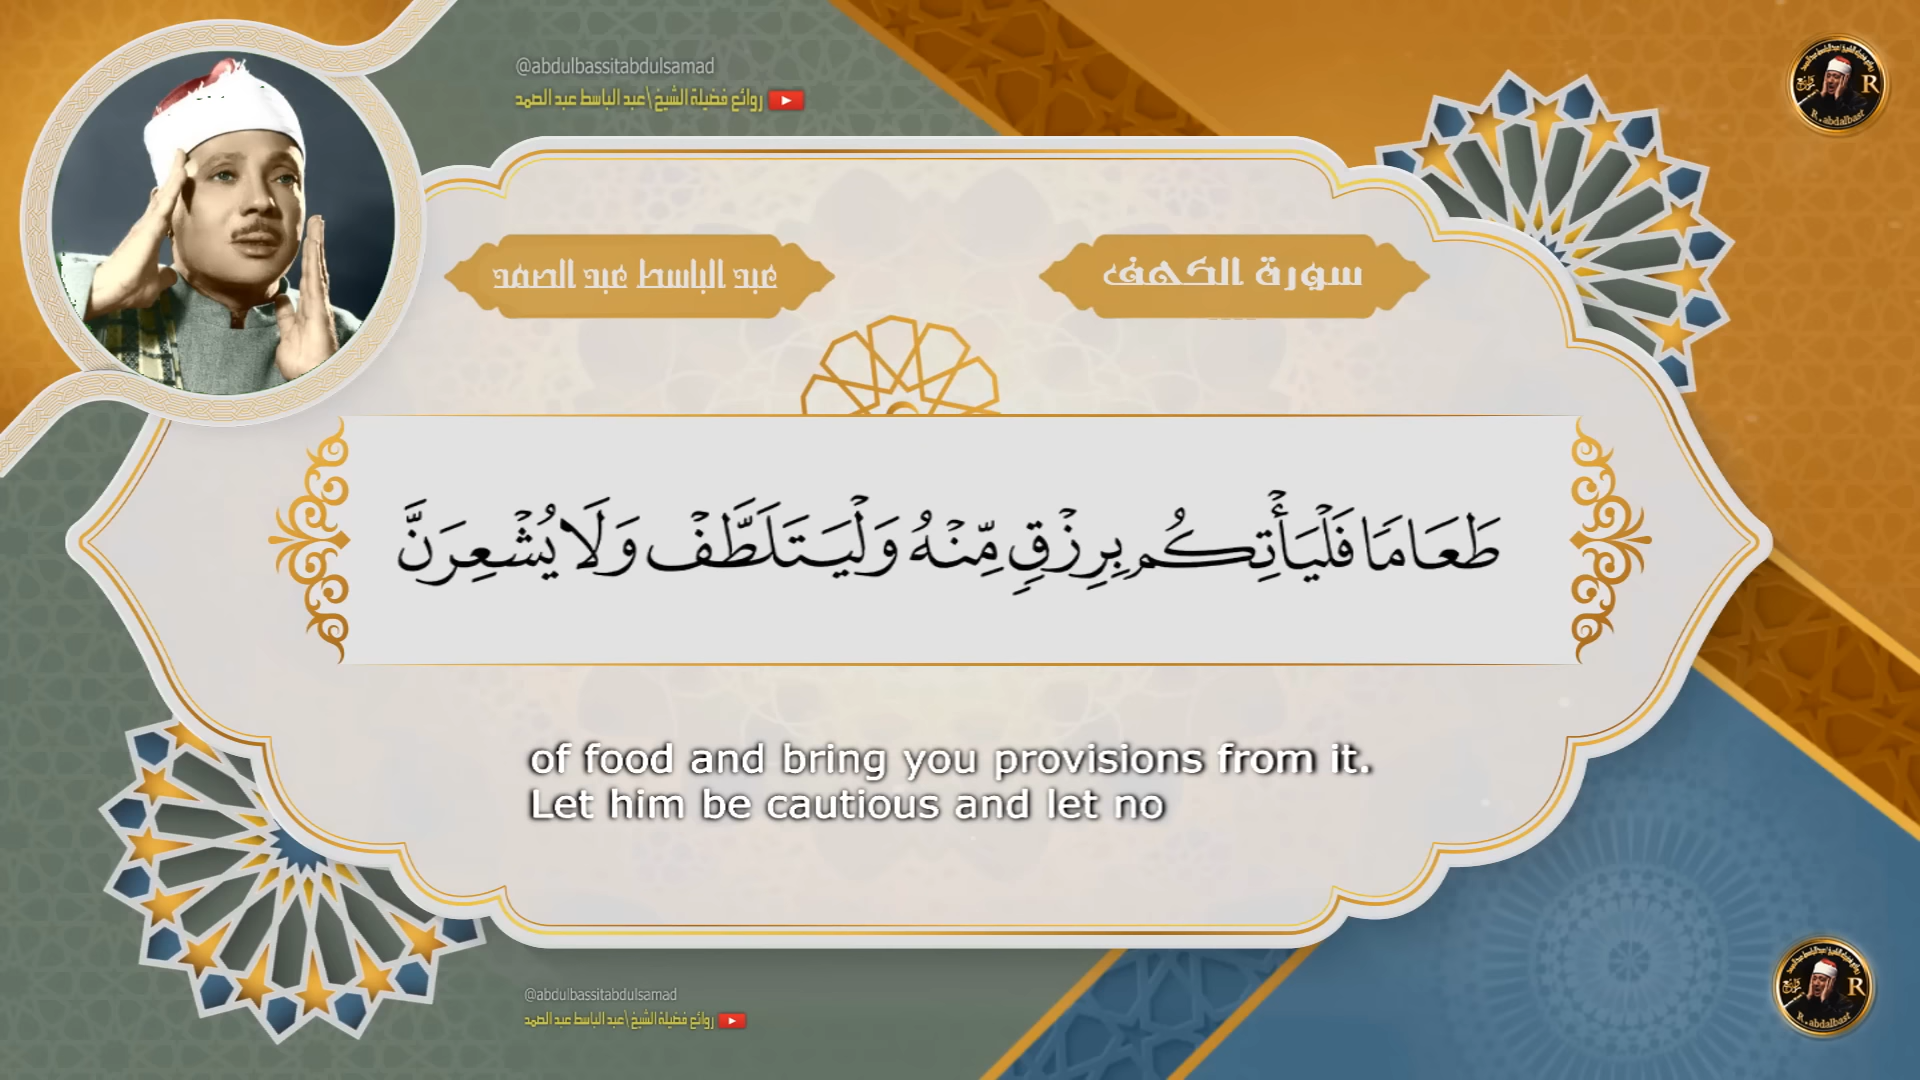 @abdulbassitabdulsamad
روائع فضيلة الشيخ\عبد الباسط عبد الصمد
R
R.abdalbast
سورة الكهف
عبد الباسط عبد الصمد
طَعَامًا فَلْيَأْتِكُم بِرِزْقٍ مِّنْهُ وَلْيَتَلَطَّفْ وَلَا يُشْعِرَنَّ
of food and bring you provisions from it.
Let him be cautious and let no
@abdulbassitabdulsamad
روائع فضيلة الشيخ\عبد الباسط عبد الصمد
R
R.abdalbast